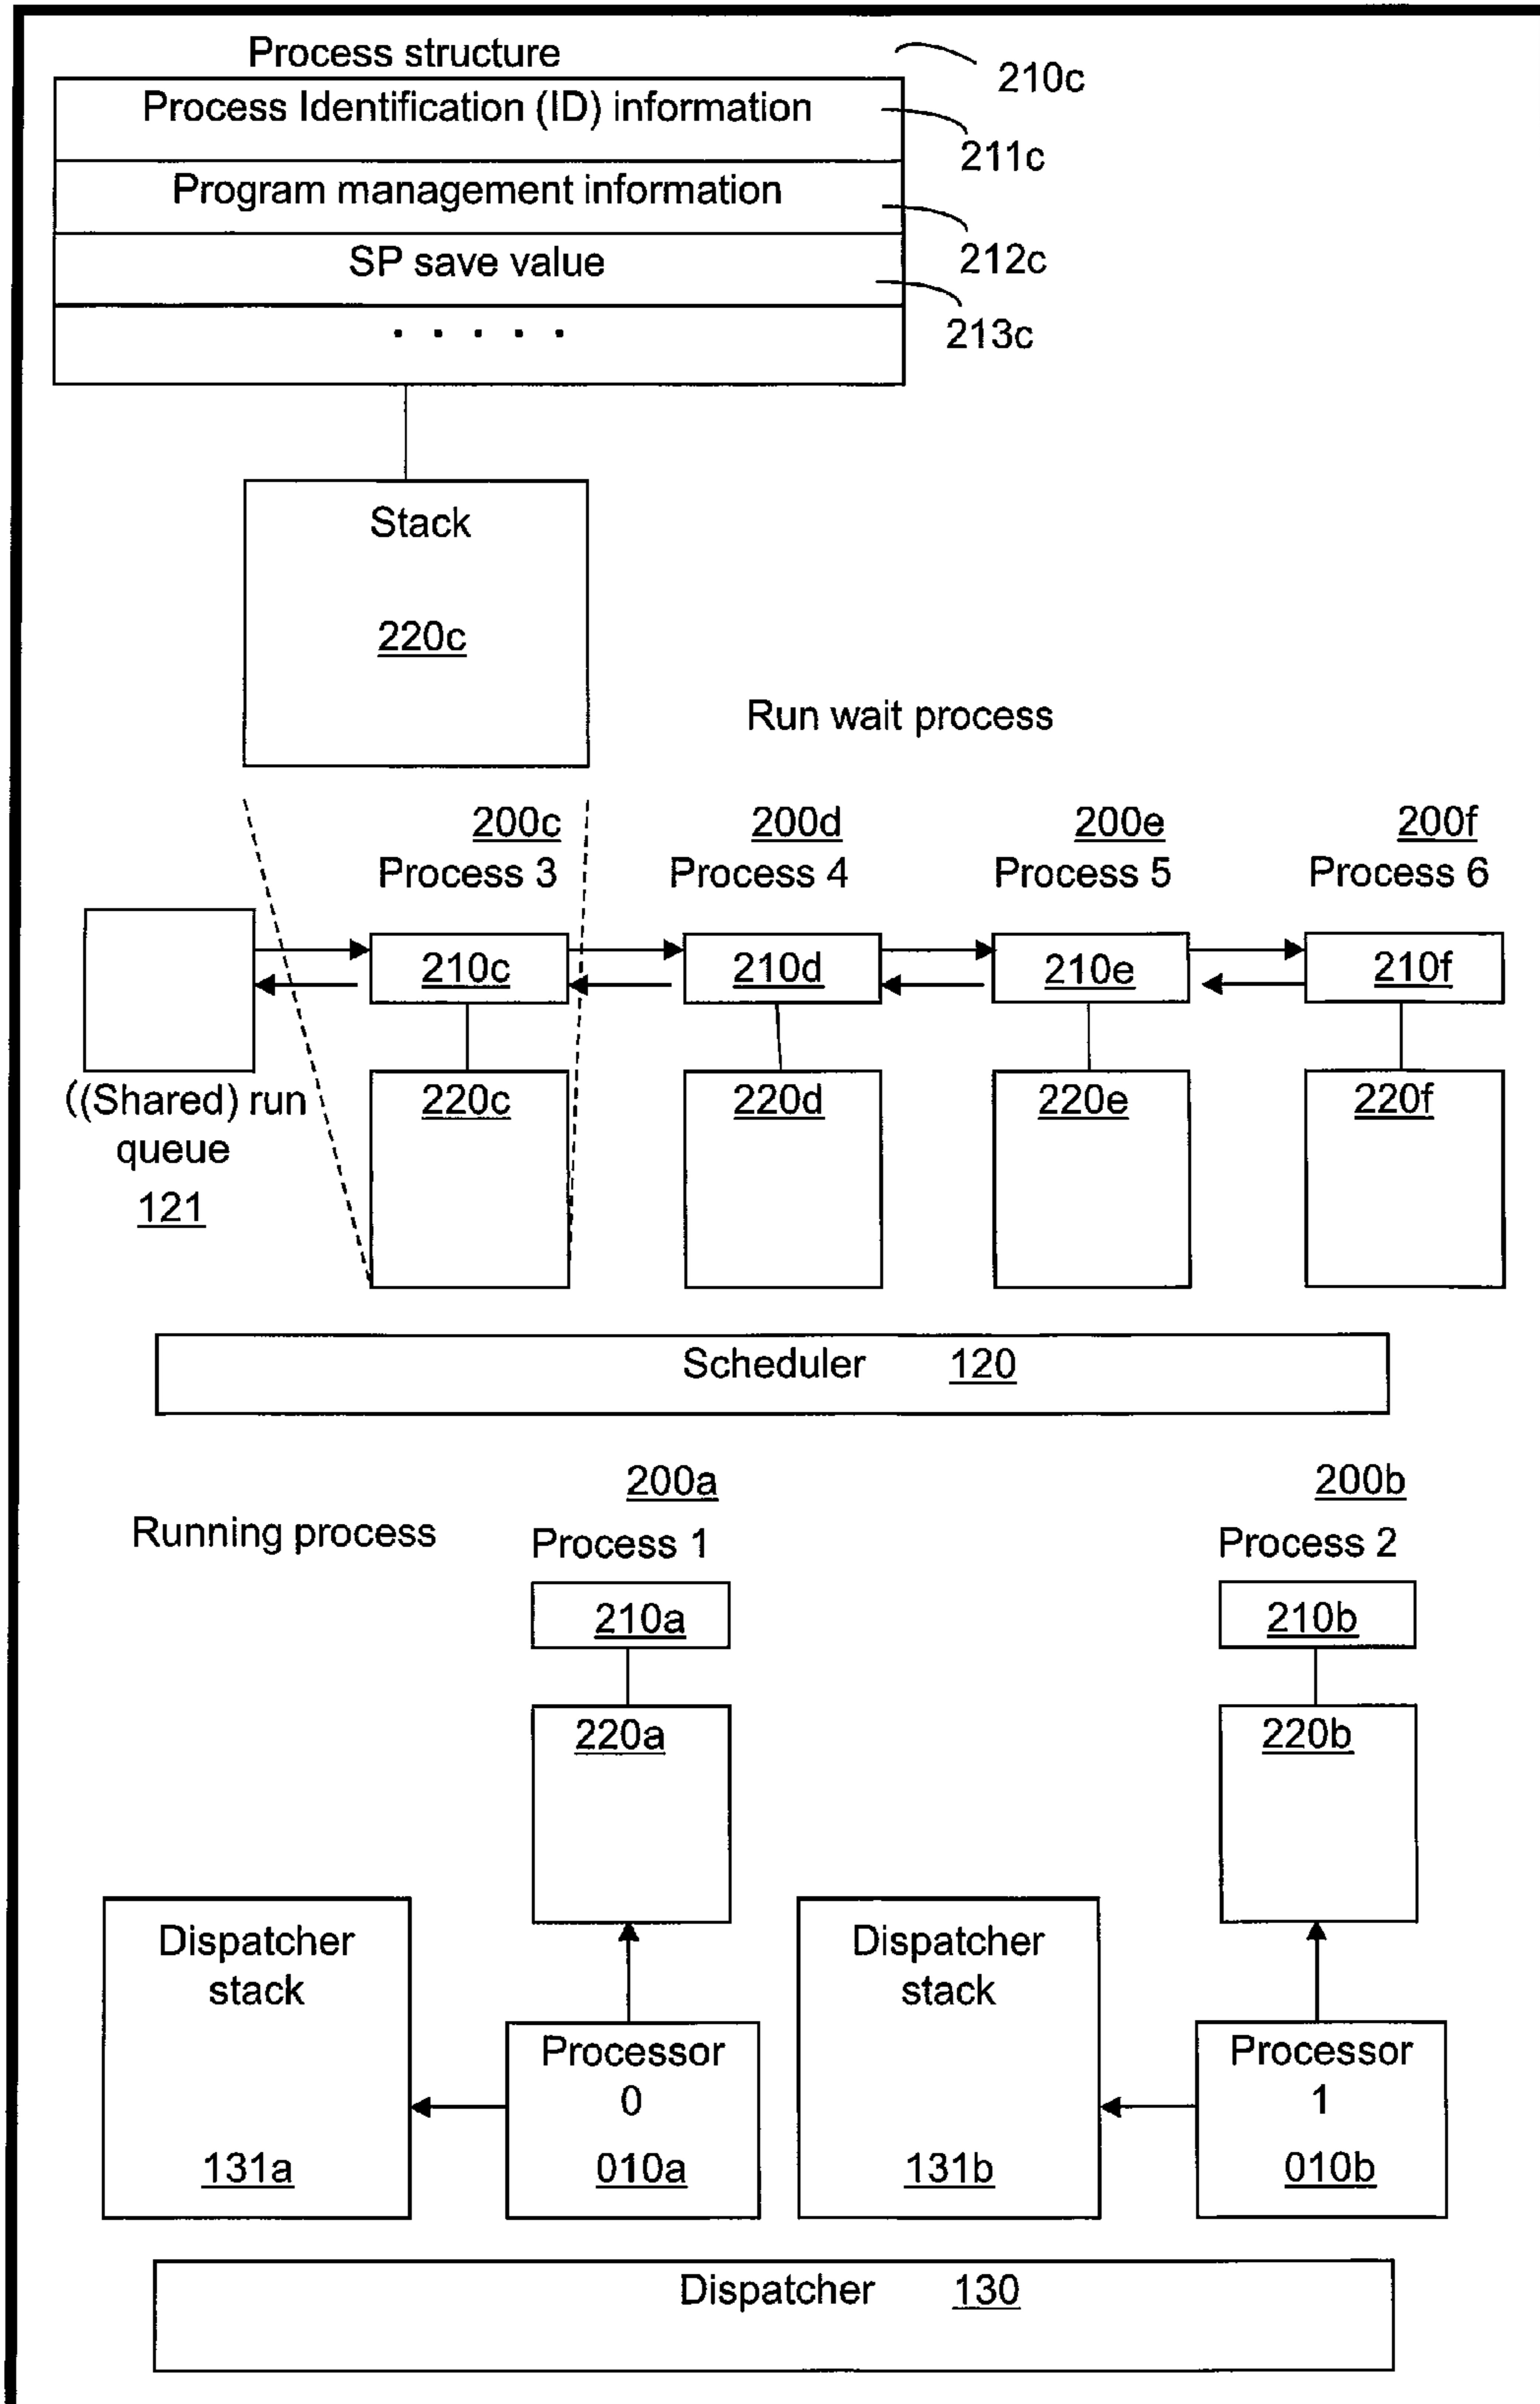 Process structure
210c
Process Identification (ID) information
211c
Program management information
212c
SP save value
213c
. . . . .
Stack
220c
Run wait process
200c
Process 3
200d
Process 4
200e
Process 5
200f
Process 6
210c
210d
210e
210f
((Shared) run
queue
121
220c
220d
220e
220f
Scheduler 120
Running process
200a
Process 1
200b
Process 2
210a
210b
220a
220b
Dispatcher
stack
131a
Processor
0
010a
Dispatcher
stack
131b
Processor
1
010b
Dispatcher 130